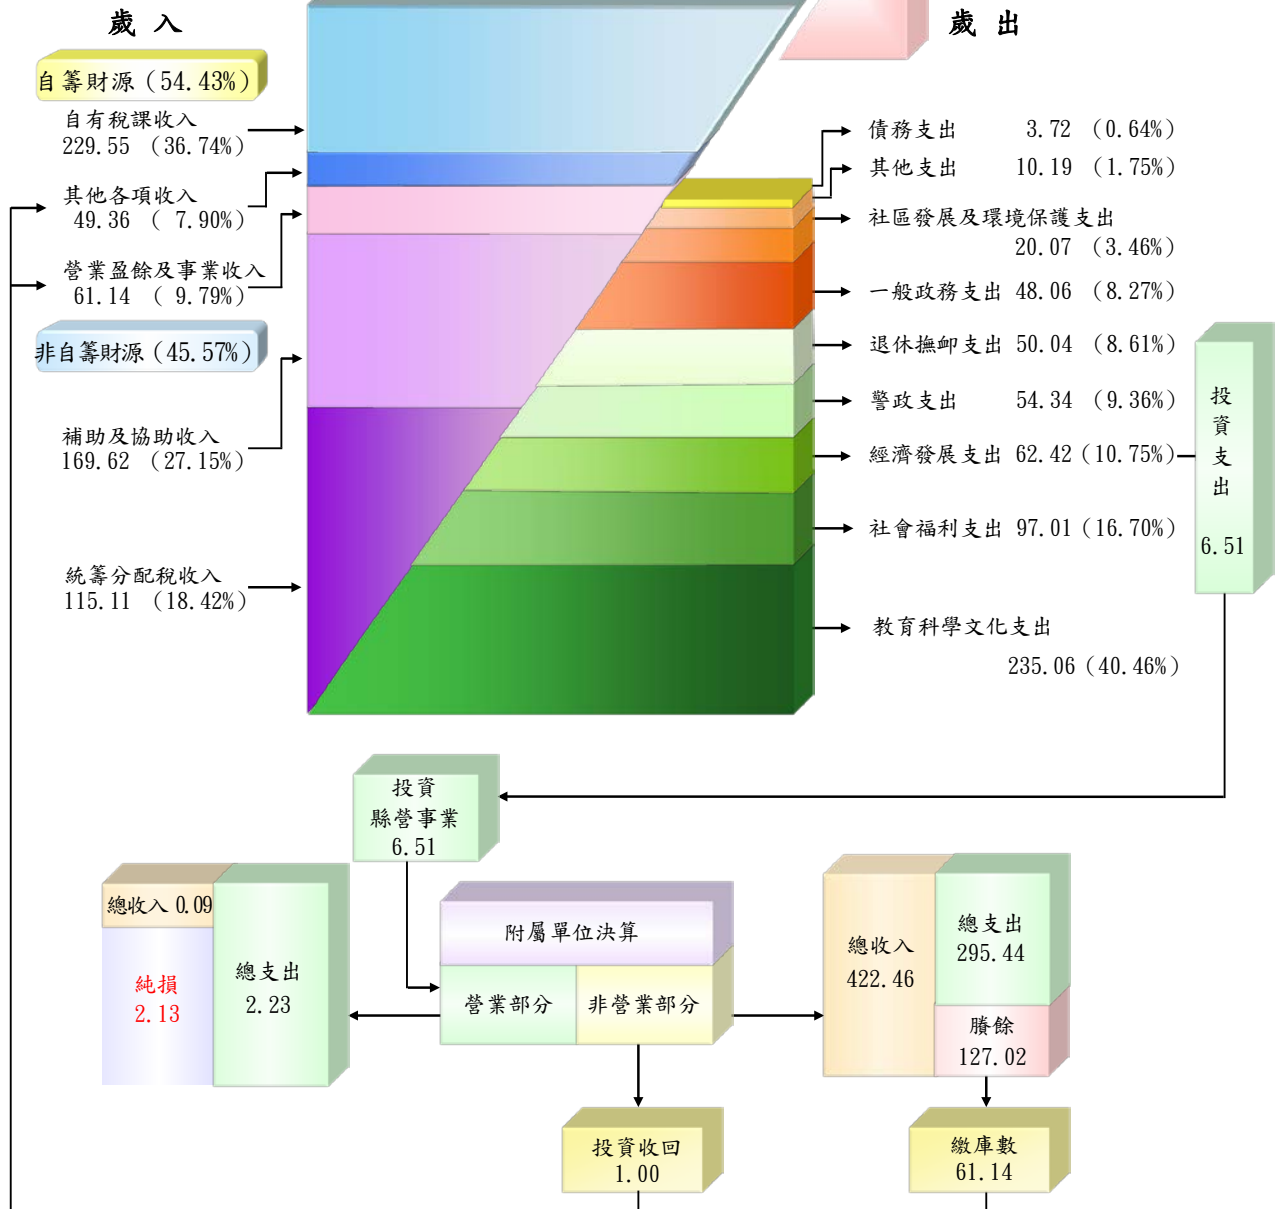 歲入
歲出
自籌財源（54.43%）
自有稅課收入
229.55 （36.74%）
其他各項收入
49.36 （ 7.90%）
營業盈餘及事業收入
61.14 （ 9.79%）
非自籌財源（45.57%）
補助及協助收入
169.62 （27.15%）
統籌分配稅收入
115.11 （18.42%）
債務支出 3.72 （0.64%）
其他支出 10.19 （1.75%）
社區發展及環境保護支出
20.07 （3.46%）
一般政務支出 48.06 （8.27%）
退休撫卹支出 50.04 （8.61%）
警政支出 54.34 （9.36%）
經濟發展支出 62.42（10.75%）
社會福利支出 97.01（16.70%）
教育科學文化支出
235.06（40.46%）
投資支出
6.51
投資
縣營事業
6.51
總收入 0.09
純損
2.13
總支出
2.23
附屬單位決算
營業部分
非營業部分
總收入
422.46
總支出
295.44
賸餘
127.02
投資收回
1.00
繳庫數
61.14